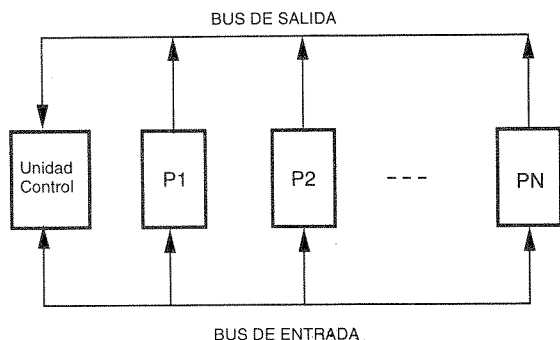 BUS DE SALIDA
Unidad
Control
P1
P2
---
PN
BUS DE ENTRADA